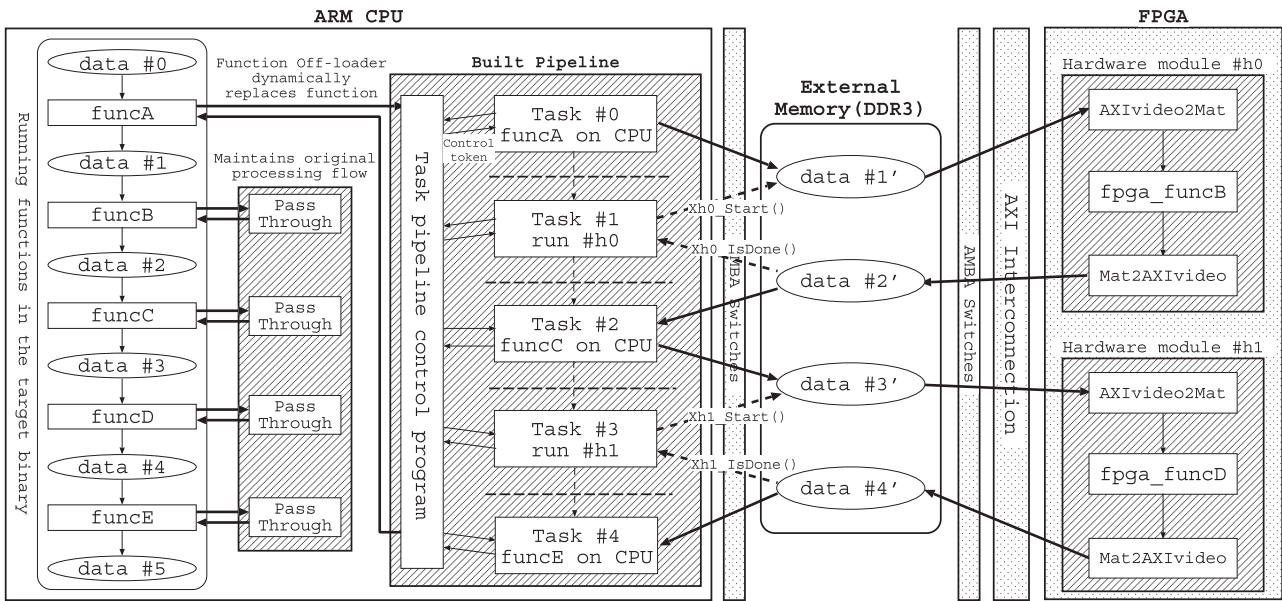 ARM CPU
FPGA
Running functions in the target binary
data #0
funcA
data #1
funcB
data #2
funcC
data #3
funcD
data #4
funcE
data #5
Function Off-loader
dynamically
replaces function
Maintains original
processing flow
Pass
Through
Pass
Through
Pass
Through
Pass
Through
Built Pipeline
Task pipeline control program
Control
token
Task #0
funcA on CPU
Task #1
run #h0
Task #2
funcC on CPU
Task #3
run #h1
Task #4
funcE on CPU
Xh0_Start()
Xh0_IsDone()
Xh1_Start()
Xh1_IsDone()
AMBA Switches
External
Memory(DDR3)
data #1’
data #2’
data #3’
data #4’
AMBA Switches
AXI Interconnection
Hardware module #h0
AXIvideo2Mat
fpga_funcB
Mat2AXIvideo
Hardware module #h1
AXIvideo2Mat
fpga_funcD
Mat2AXIvideo